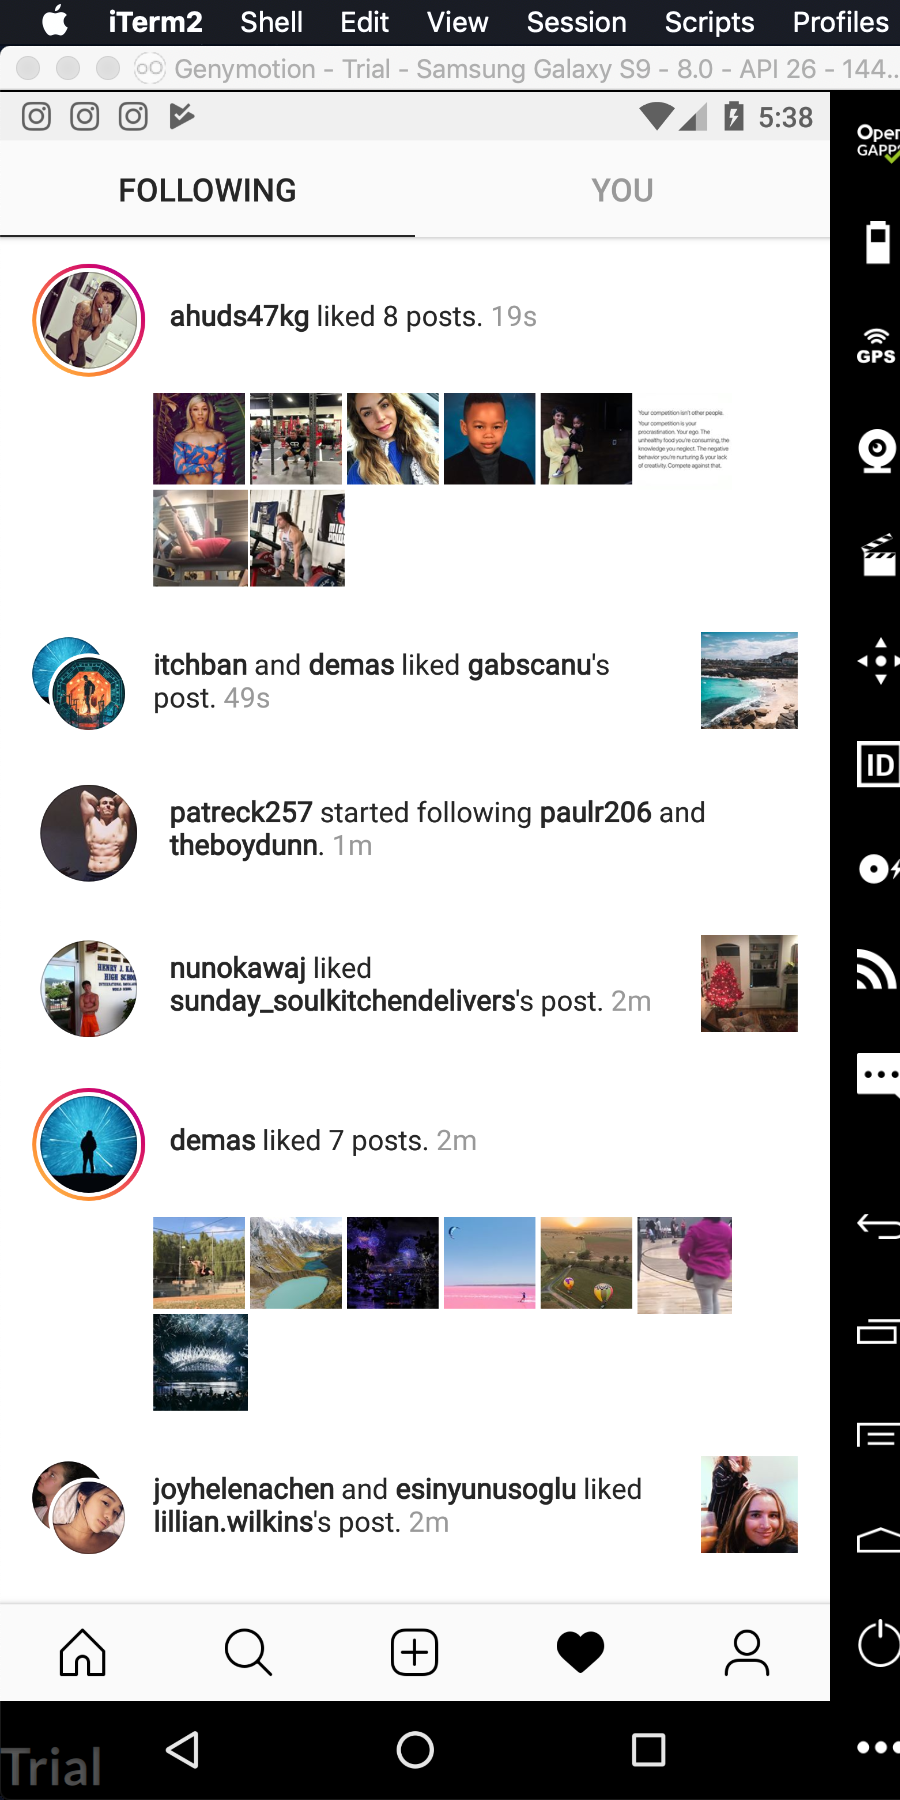 iTerm2 Shell Edit View Session Scripts Profiles
Genymotion - Trial - Samsung Galaxy S9 - 8.0 - API 26 - 144...
5:38
Open
GAPPS
FOLLOWING YOU
ahuds47kg liked 8 posts. 19s
GPS
Your competition isn't other people.
Your competition is your
procrastination. Your ego. The
unhealthy food you're consuming, the
knowledge you neglect. The negative
behavior you're nurturing & your lack
of creativity. Compete against that.
itchban and demas liked gabscanu's
post. 49s
ID
patreck257 started following paulr206 and
theboydunn. 1m
HENRY J. KA
HIGH SCHOO
nunokawaj liked
sunday_soulkitchendelivers's post. 2m
demas liked 7 posts. 2m
joyhelenachen and esinyunusoglu liked
lillian.wilkins's post. 2m
Trial